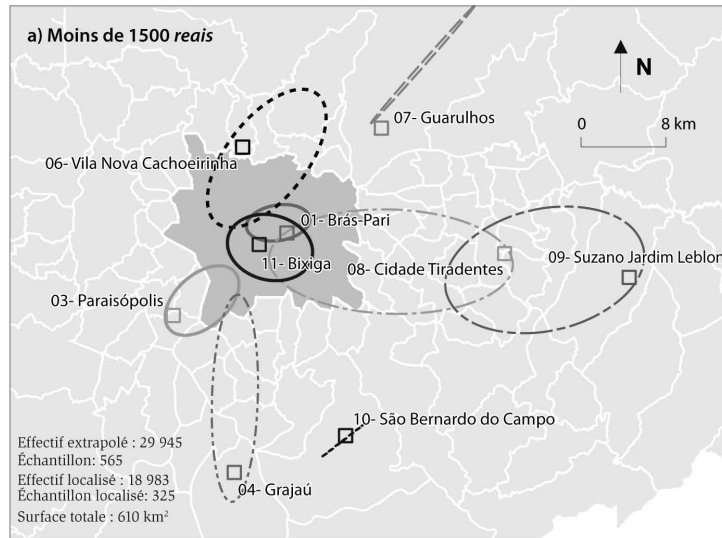 a) Moins de 1500 reais
N
07- Guarulhos
0 8 km
06- Vila Nova Cachoeirinha
01- Brás-Pari
11- Bixiga
08- Cidade Tiradentes
09- Suzano Jardim Leblon
03- Paraisópolis
10- São Bernardo do Campo
04- Grajaú
Effectif extrapolé : 29 945
Échantillon: 565
Effectif localisé : 18 983
Échantillon localisé: 325
Surface totale : 610 km²